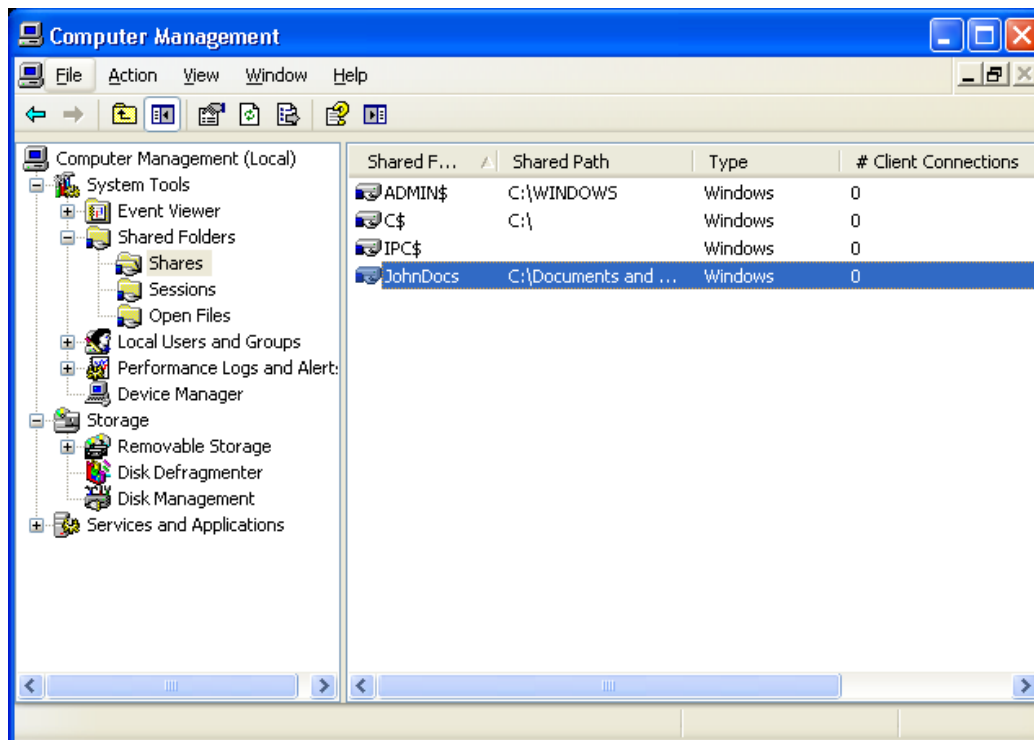 Computer Management
File Action View Window Help
Computer Management (Local)
System Tools
Event Viewer
Shared Folders
Shares
Sessions
Open Files
Local Users and Groups
Performance Logs and Alert
Device Manager
Storage
Removable Storage
Disk Defragmenter
Disk Management
Services and Applications
Shared F... Shared Path Type # Client Connections
ADMIN$ C:\WINDOWS Windows 0
C$ C:\ Windows 0
IPC$ Windows 0
JohnDocs C:\Documents and ... Windows 0